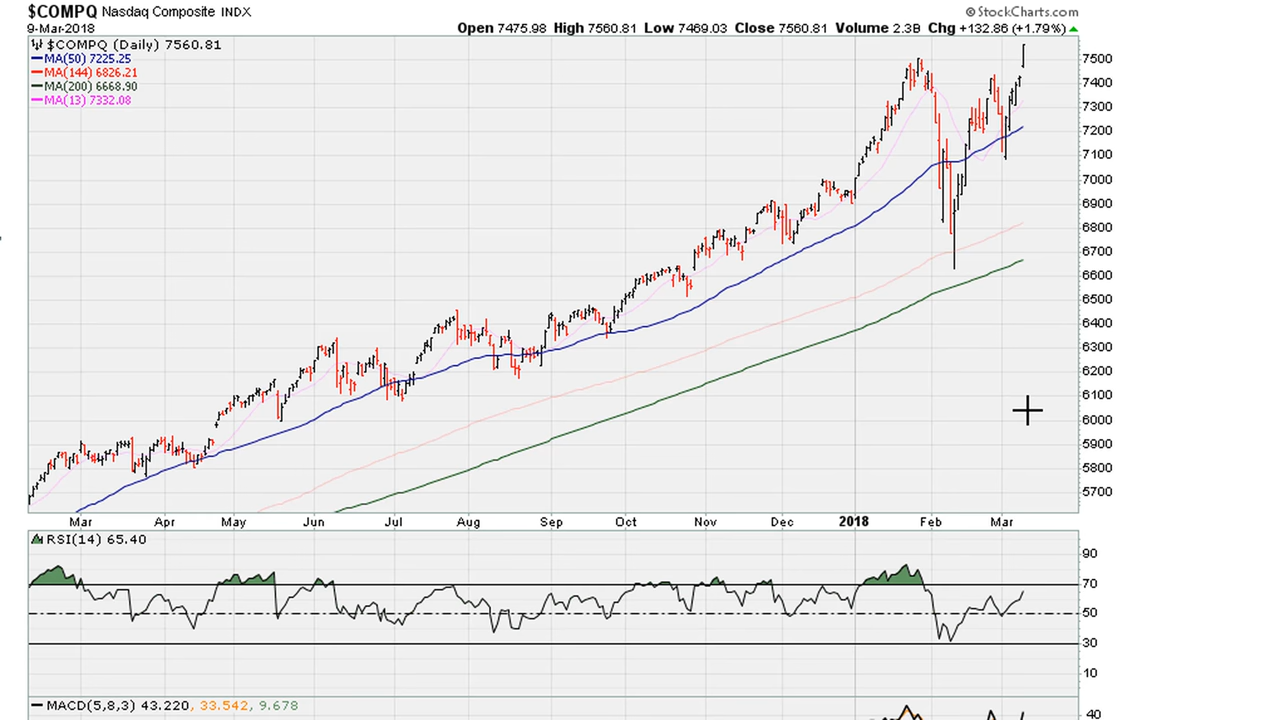 $COMPQ Nasdaq Composite INDX
© StockCharts.com
9-Mar-2018
Open 7475.98 High 7560.81 Low 7469.03 Close 7560.81 Volume 2.3B Chg +132.86 (+1.79%)
$COMPQ (Daily) 7560.81
MA(50) 7225.25
MA(144) 6826.21
MA(200) 6668.90
MA(13) 7332.08
7500
7400
7300
7200
7100
7000
6900
6800
6700
6600
6500
6400
6300
6200
6100
6000
5900
5800
5700
Mar Apr May Jun Jul Aug Sep Oct Nov Dec 2018 Feb Mar
RSI(14) 65.40
90
70
50
30
10
MACD(5,8,3) 43.220, 33.542, 9.678
40